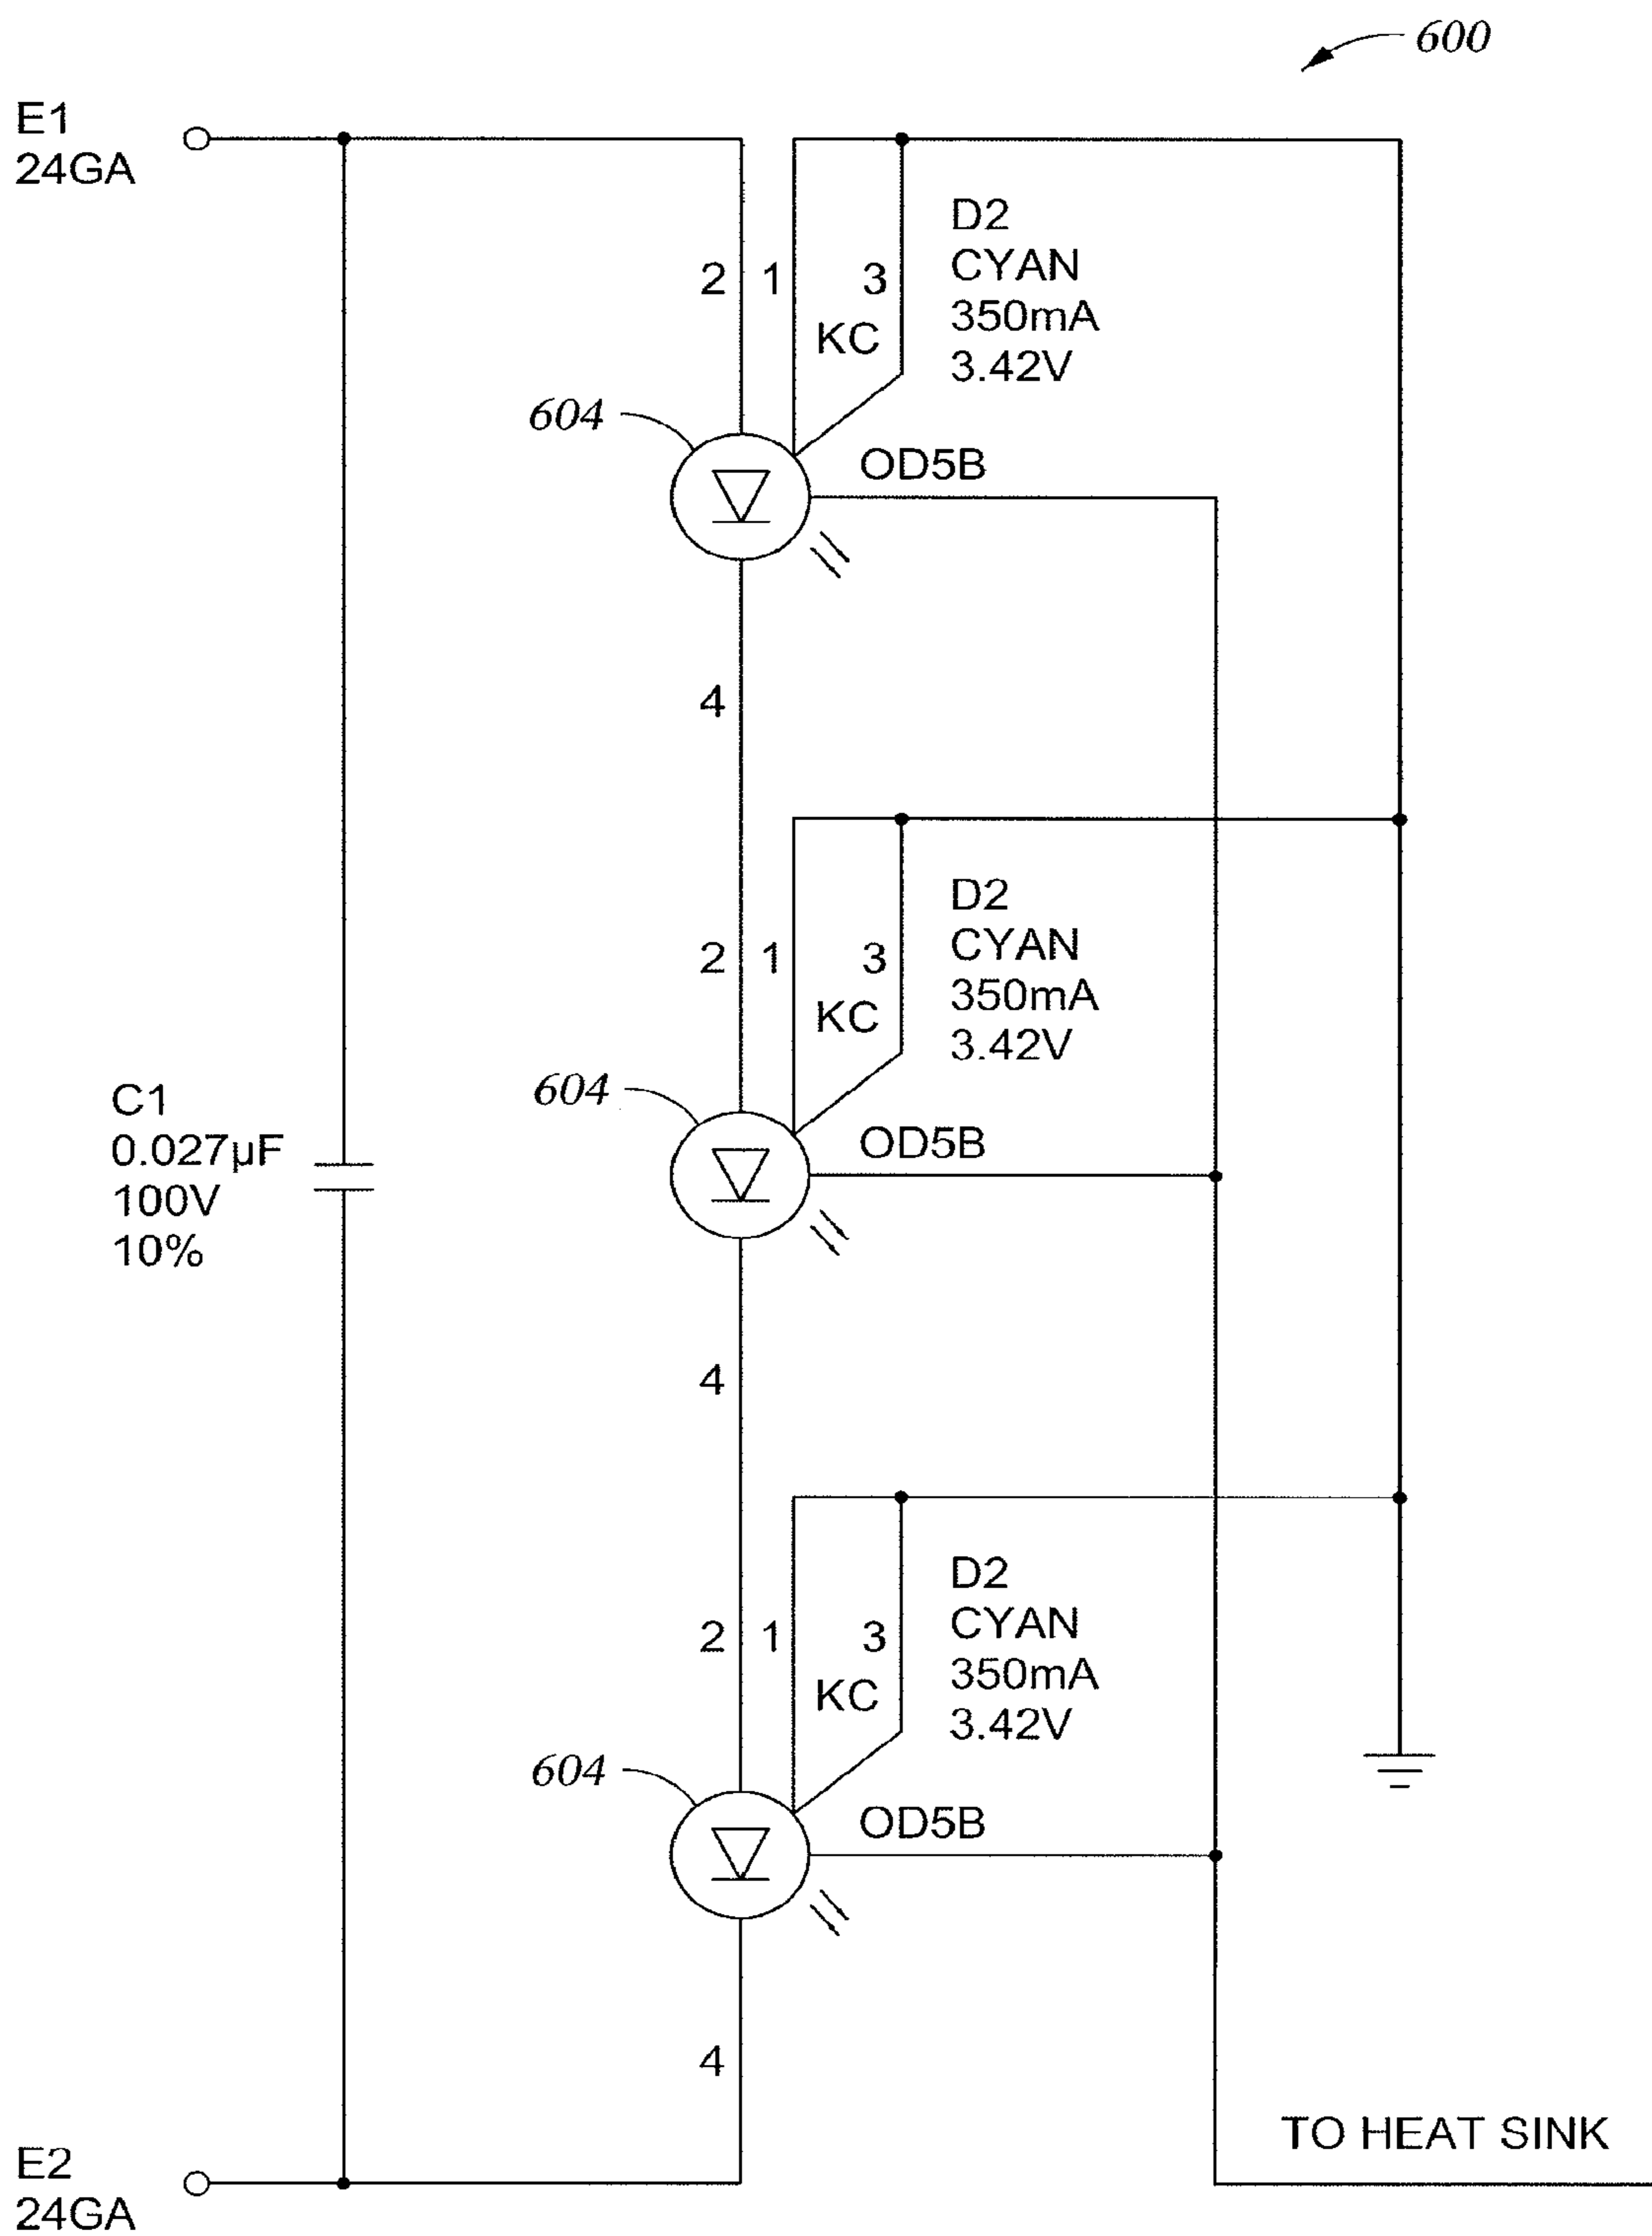 600
E1
24GA
2
1
3
KC
D2
CYAN
350mA
3.42V
604
OD5B
4
2
1
3
KC
D2
CYAN
350mA
3.42V
604
OD5B
C1
0.027µF
100V
10%
4
2
1
3
KC
D2
CYAN
350mA
3.42V
604
OD5B
4
TO HEAT SINK
E2
24GA